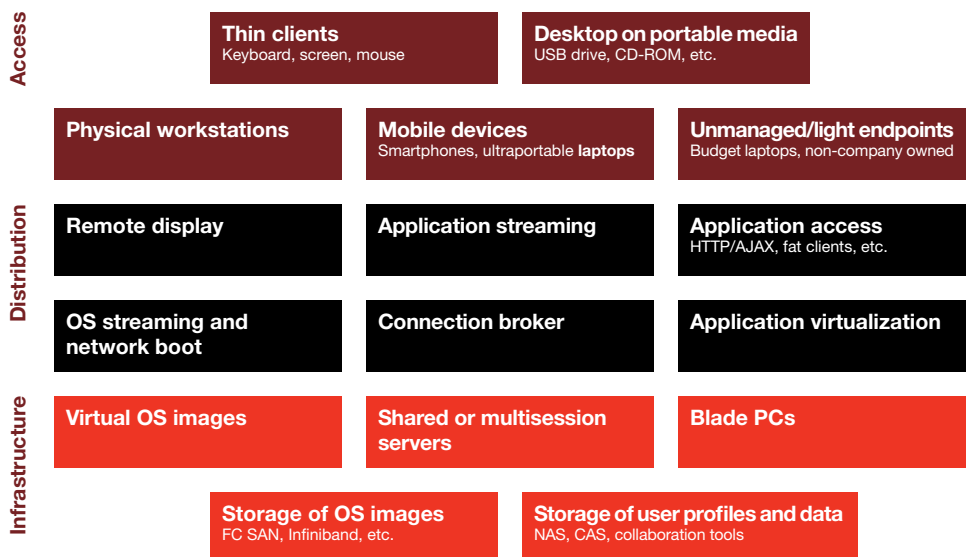 Access
Thin clients
Keyboard, screen, mouse
Desktop on portable media
USB drive, CD-ROM, etc.
Physical workstations
Mobile devices
Smartphones, ultraportable laptops
Unmanaged/light endpoints
Budget laptops, non-company owned
Distribution
Remote display
Application streaming
Application access
HTTP/AJAX, fat clients, etc.
OS streaming and
network boot
Connection broker
Application virtualization
Infrastructure
Virtual OS images
Shared or multisession
servers
Blade PCs
Storage of OS images
FC SAN, Infiniband, etc.
Storage of user profiles and data
NAS, CAS, collaboration tools